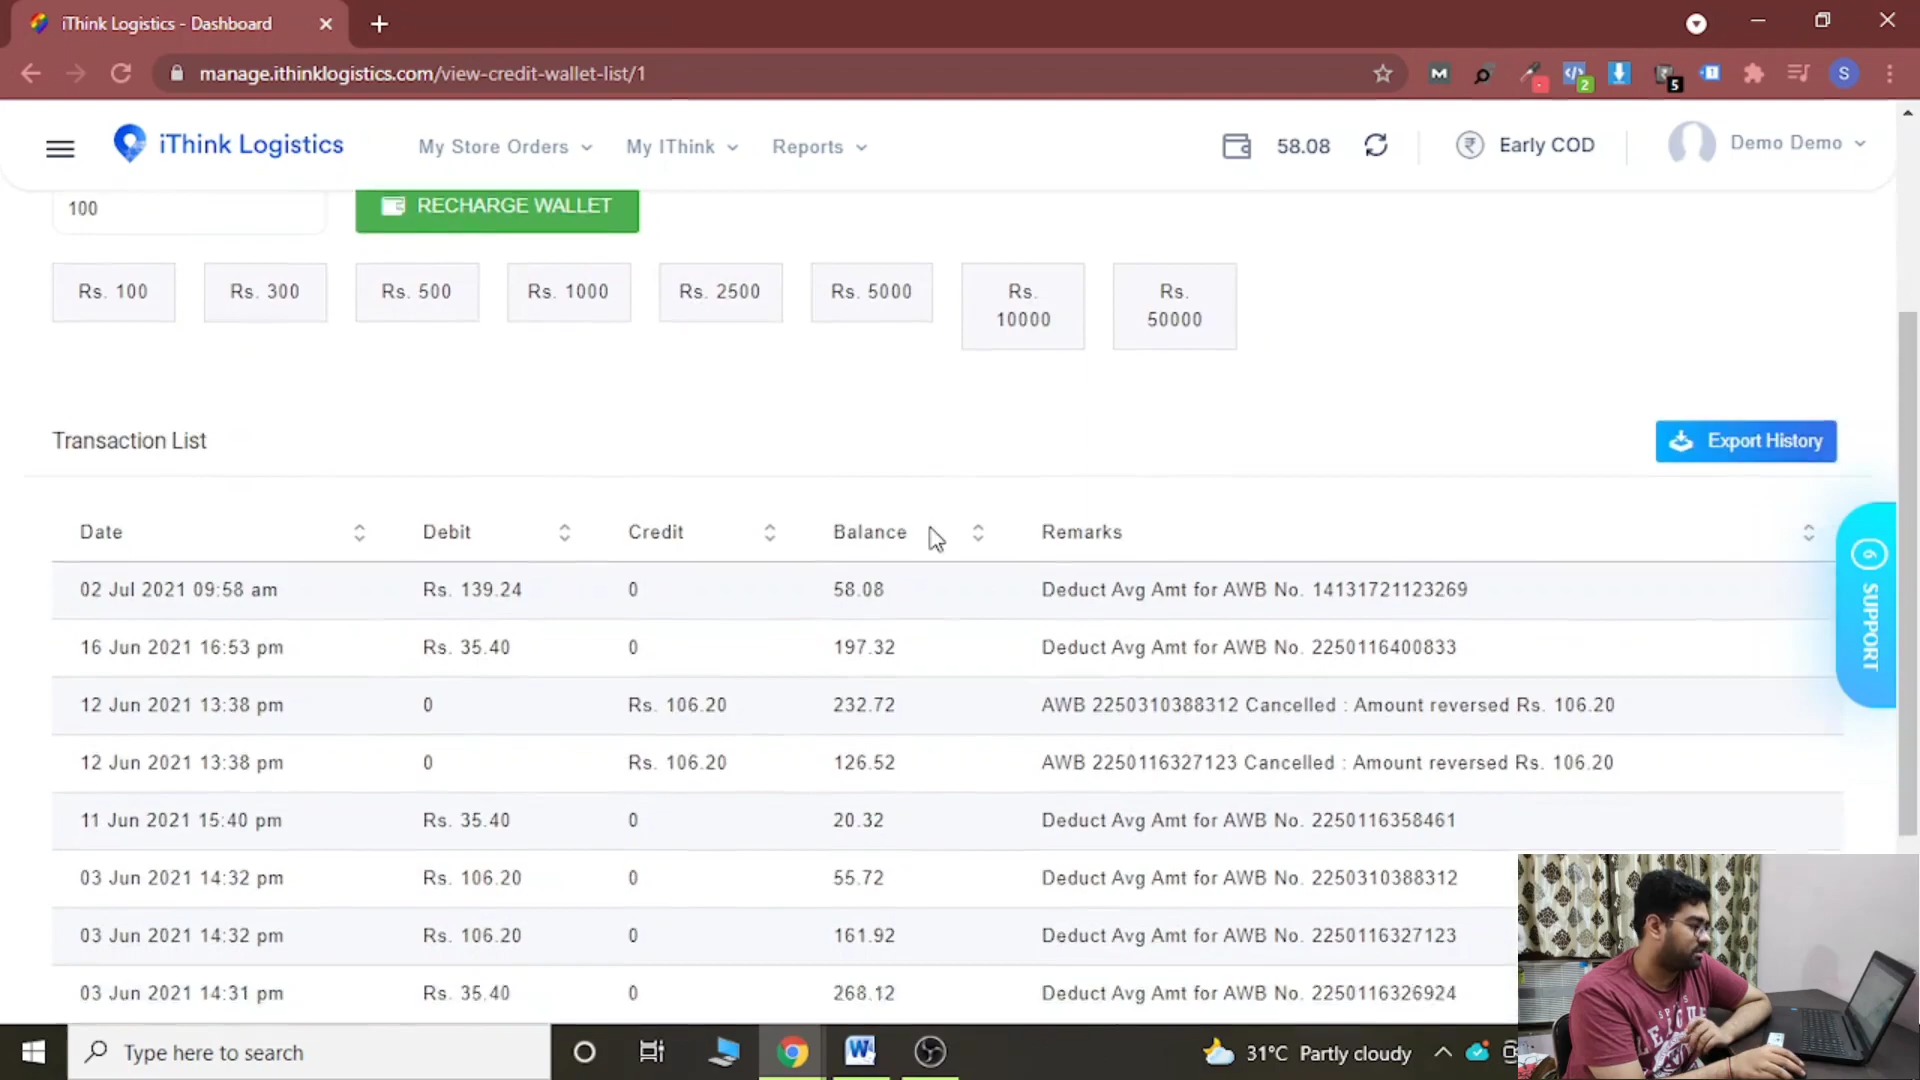 iThink Logistics - Dashboard
manage.ithinklogistics.com/view-credit-wallet-list/1
M
2
5
1
S
iThink Logistics
My Store Orders
My IThink
Reports
58.08
₹
Early COD
Demo Demo
100
RECHARGE WALLET
Rs. 100
Rs. 300
Rs. 500
Rs. 1000
Rs. 2500
Rs. 5000
Rs. 10000
Rs. 50000
Transaction List
Export History
Date Debit Credit Balance Remarks
02 Jul 2021 09:58 am Rs. 139.24 0 58.08 Deduct Avg Amt for AWB No. 14131721123269
16 Jun 2021 16:53 pm Rs. 35.40 0 197.32 Deduct Avg Amt for AWB No. 2250116400833
12 Jun 2021 13:38 pm 0 Rs. 106.20 232.72 AWB 2250310388312 Cancelled : Amount reversed Rs. 106.20
12 Jun 2021 13:38 pm 0 Rs. 106.20 126.52 AWB 2250116327123 Cancelled : Amount reversed Rs. 106.20
11 Jun 2021 15:40 pm Rs. 35.40 0 20.32 Deduct Avg Amt for AWB No. 2250116358461
03 Jun 2021 14:32 pm Rs. 106.20 0 55.72 Deduct Avg Amt for AWB No. 2250310388312
03 Jun 2021 14:32 pm Rs. 106.20 0 161.92 Deduct Avg Amt for AWB No. 2250116327123
03 Jun 2021 14:31 pm Rs. 35.40 0 268.12 Deduct Avg Amt for AWB No. 2250116326924
SUPPORT
Type here to search
W
31°C Partly cloudy